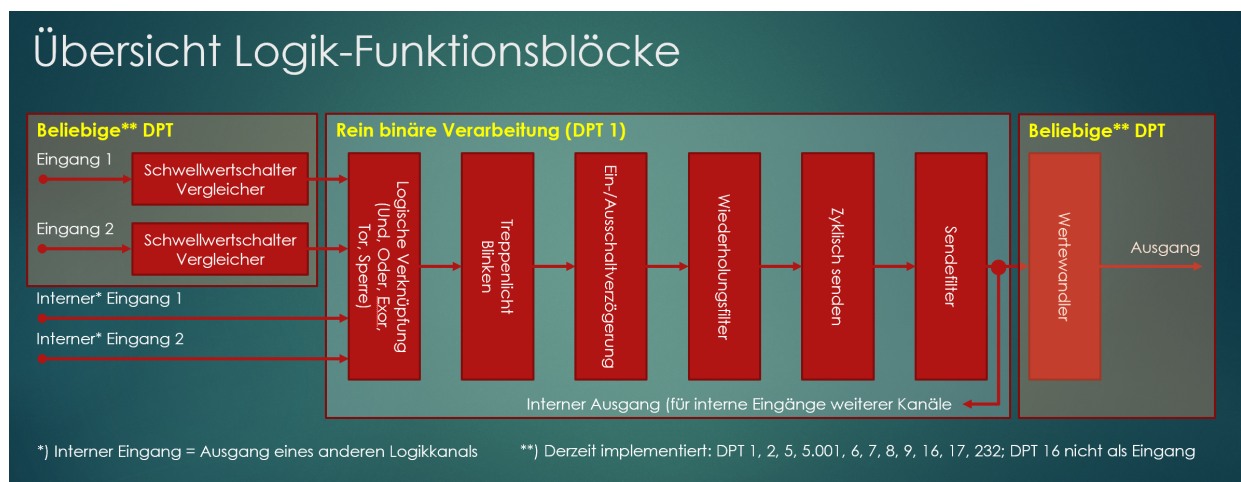 Übersicht Logik-Funktionsblöcke
Beliebige** DPT
Eingang 1
Schwellwertschalter
Vergleicher
Eingang 2
Schwellwertschalter
Vergleicher
Interner* Eingang 1
Interner* Eingang 2
Rein binäre Verarbeitung (DPT 1)
Logische Verknüpfung
(Und, Oder, Exor,
Tor, Sperre)
Treppenlicht
Blinken
Ein-/Ausschaltverzögerung
Wiederholungsfilter
Zyklisch senden
Sendefilter
Interner Ausgang (für interne Eingänge weiterer Kanäle
Beliebige** DPT
Wertewandler
Ausgang
*) Interner Eingang = Ausgang eines anderen Logikkanals
**) Derzeit implementiert: DPT 1, 2, 5, 5.001, 6, 7, 8, 9, 16, 17, 232; DPT 16 nicht als Eingang